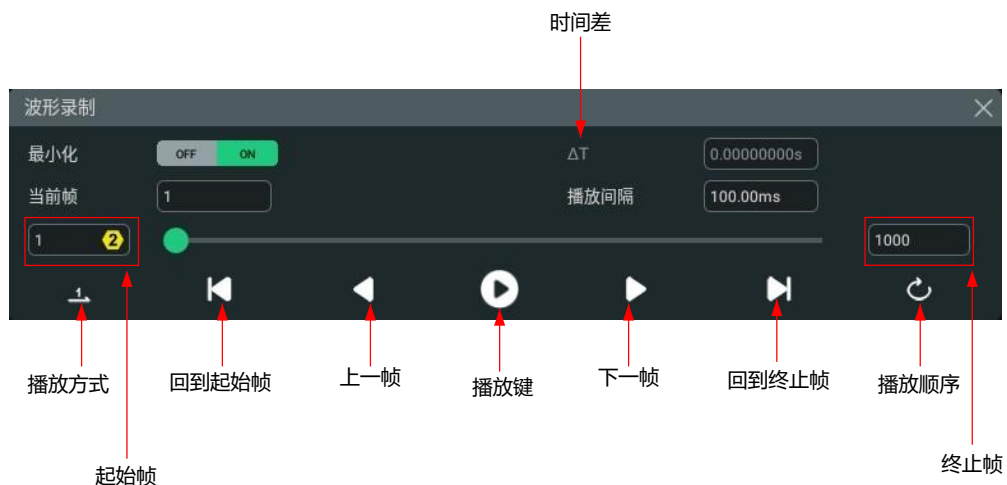 时间差
波形录制
最小化 OFF ON ΔT 0.00000000s
当前帧 1 播放间隔 100.00ms
1 2 1000
1
播放方式 回到起始帧 上一帧 播放键 下一帧 回到终止帧 播放顺序
起始帧 终止帧